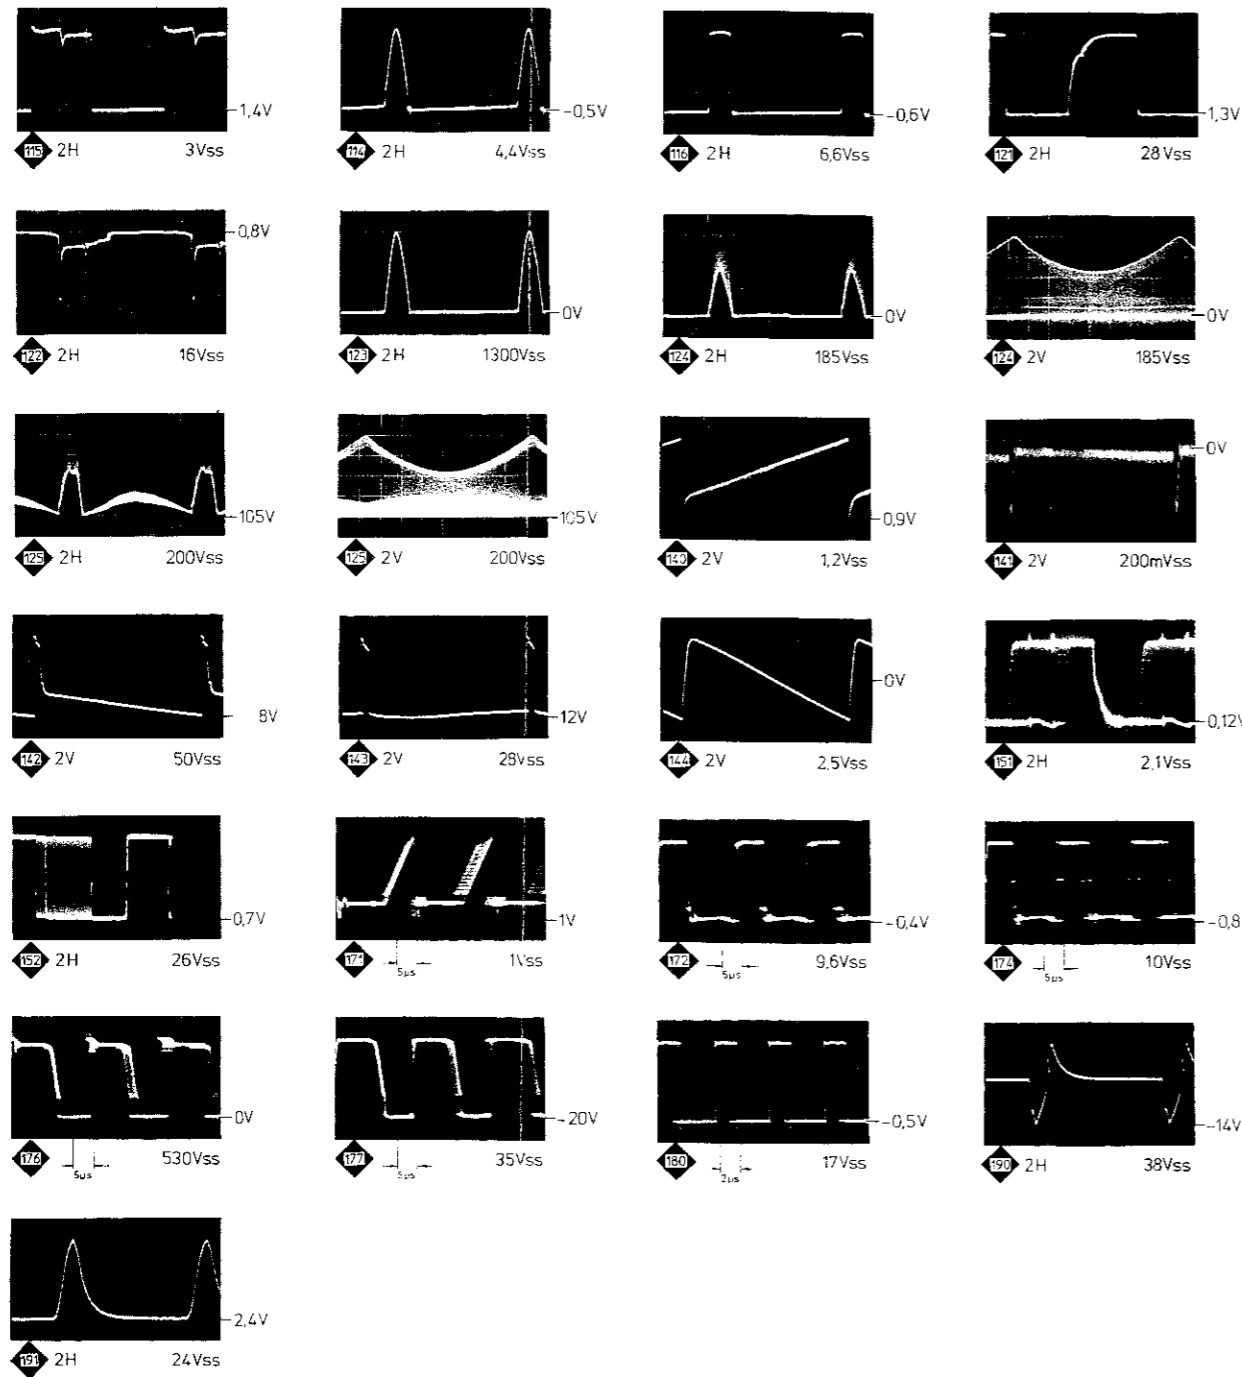 1,4V
-0,5V
-0,6V
1,3V
115 2H 3Vss
114 2H 4,4Vss
116 2H 6,6Vss
121 2H 28Vss
0,8V
0V
0V
0V
122 2H 16Vss
123 2H 1300Vss
124 2H 185Vss
124 2V 185Vss
105V
105V
0,9V
0V
125 2H 200Vss
125 2V 200Vss
140 2V 1,2Vss
141 2V 200mVss
8V
12V
0V
0,12V
142 2V 50Vss
143 2V 28Vss
144 2V 2,5Vss
151 2H 2,1Vss
0,7V
1V
-0,4V
-0,8
152 2H 26Vss
171 5µs 1Vss
172 5µs 9,6Vss
174 5µs 10Vss
0V
-20V
-0,5V
-14V
176 5µs 530Vss
177 5µs 35Vss
180 2µs 17Vss
190 2H 38Vss
2,4V
191 2H 24Vss